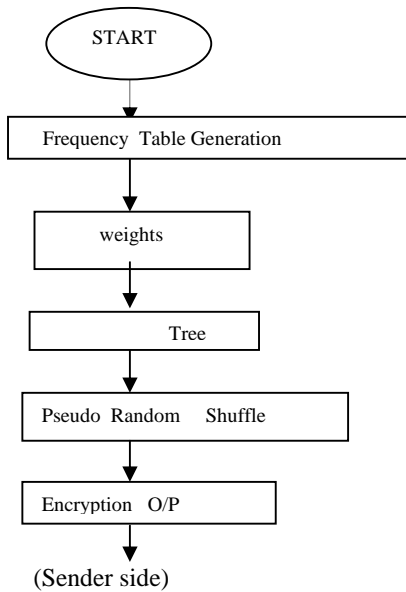 START
Frequency Table Generation
weights
Tree
Pseudo Random Shuffle
Encryption O/P
(Sender side)